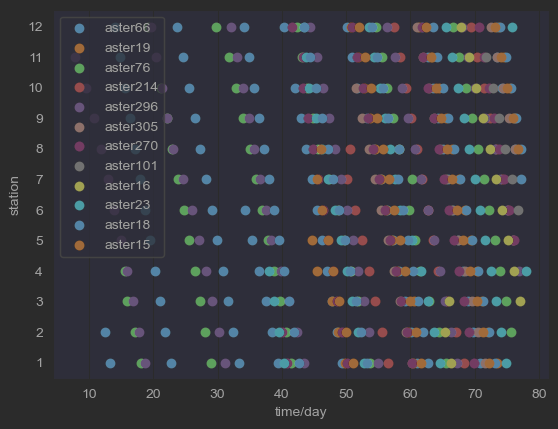 12
11
10
9
8
7
6
5
4
3
2
1
station
aster66
aster19
aster76
aster214
aster296
aster305
aster270
aster101
aster16
aster23
aster18
aster15
10 20 30 40 50 60 70 80
time/day